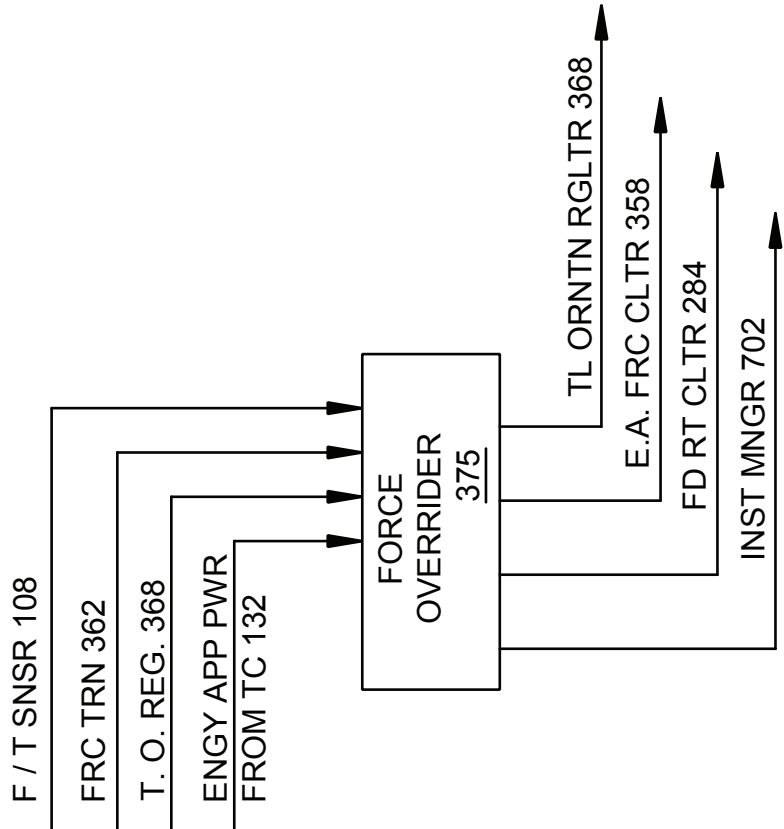 F / T SNSR 108
FRC TRN 362
T. O. REG. 368
ENGY APP PWR
FROM TC 132
FORCE
OVERRIDER
375
TL ORNTN RGLTR 368
E.A. FRC CLTR 358
FD RT CLTR 284
INST MNGR 702